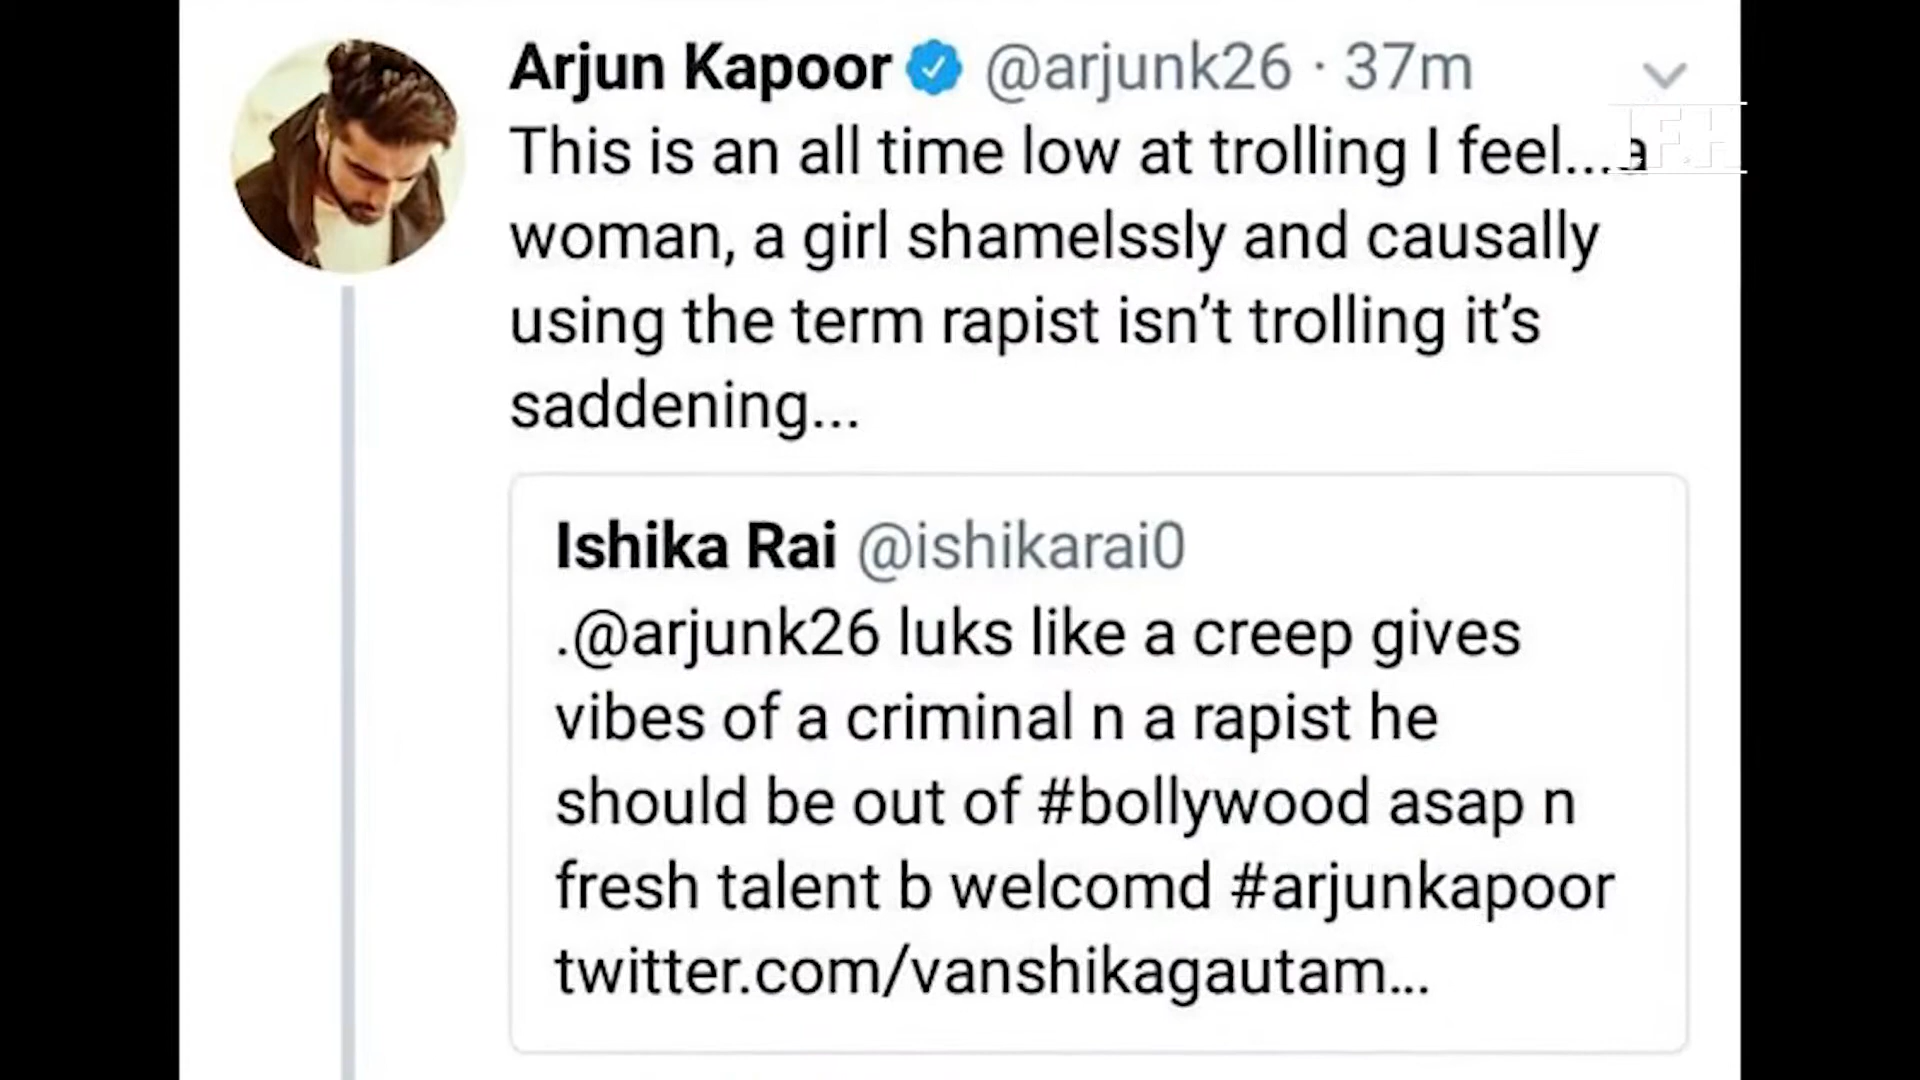 Arjun Kapoor @arjunk26 · 37m
This is an all time low at trolling I feel...a
woman, a girl shamelssly and causally
using the term rapist isn’t trolling it’s
saddening...
Ishika Rai @ishikarai0
.@arjunk26 luks like a creep gives
vibes of a criminal n a rapist he
should be out of #bollywood asap n
fresh talent b welcomd #arjunkapoor
twitter.com/vanshikagautam...